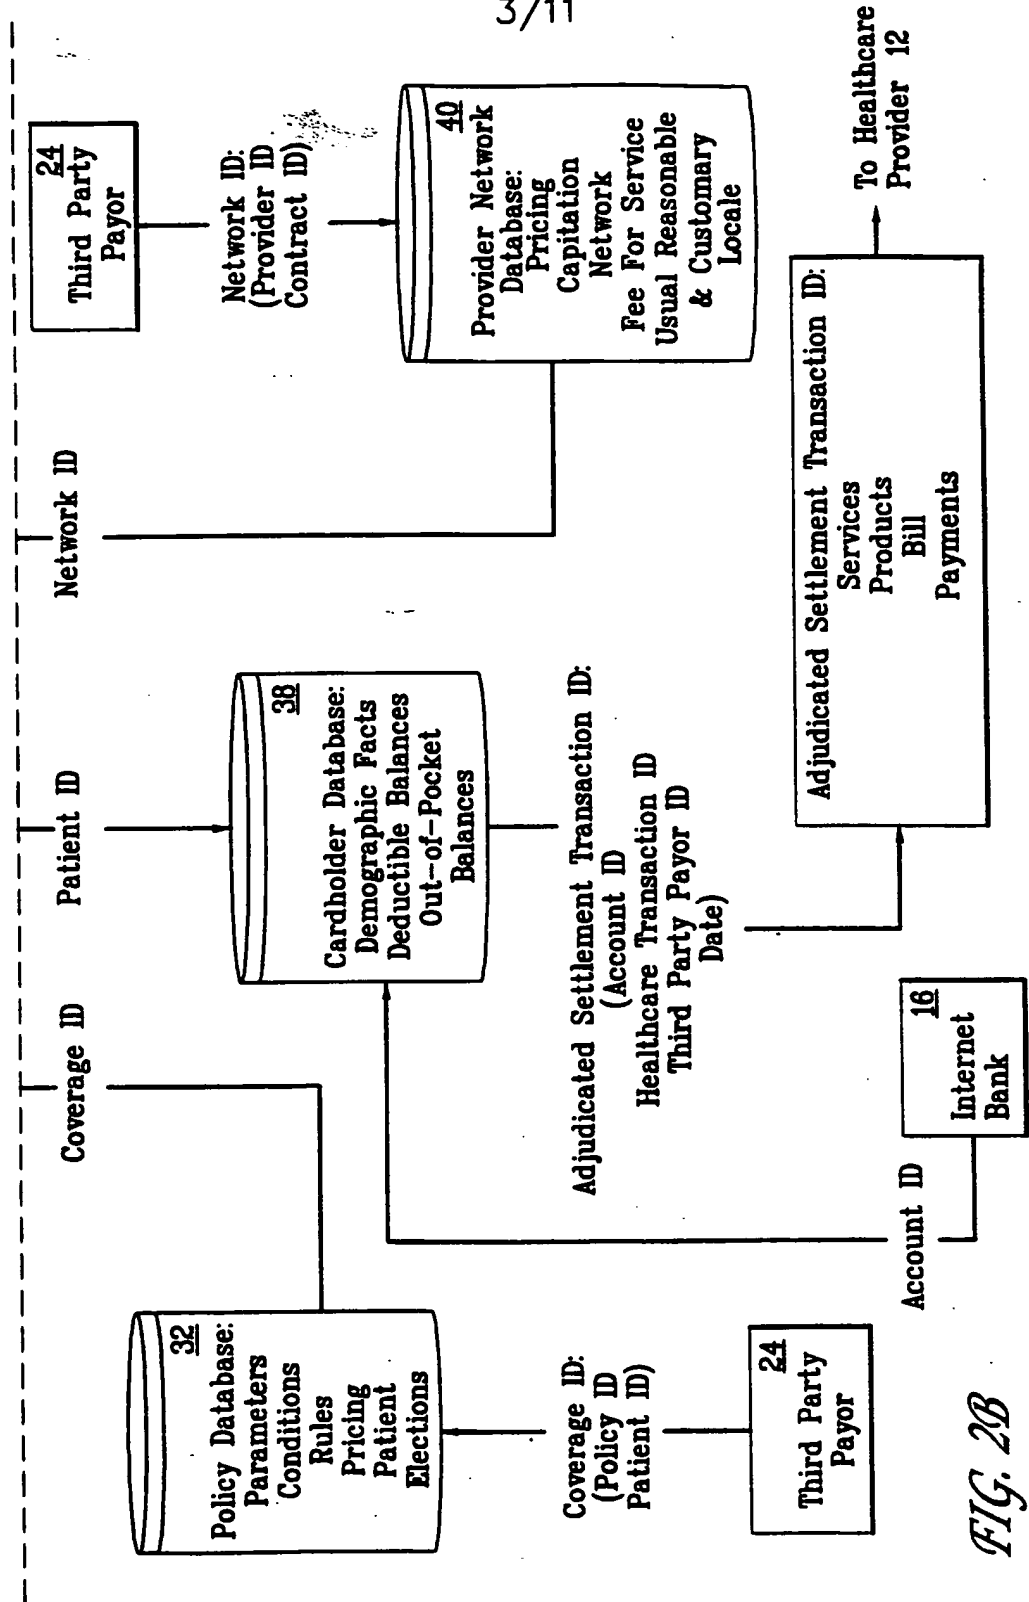 3/11
Coverage ID
Patient ID
Network ID
32
Policy Database:
Parameters
Conditions
Rules
Pricing
Patient
Elections
Coverage ID:
(Policy ID
Patient ID)
24
Third Party
Payor
38
Cardholder Database:
Demographic Facts
Deductible Balances
Out-of-Pocket
Balances
Adjudicated Settlement Transaction ID:
(Account ID
Healthcare Transaction ID
Third Party Payor ID
Date)
Account ID
16
Internet
Bank
24
Third Party
Payor
Network ID:
(Provider ID
Contract ID)
40
Provider Network
Database:
Pricing
Capitation
Network
Fee For Service
Usual Reasonable
& Customary
Locale
Adjudicated Settlement Transaction ID:
Services
Products
Bill
Payments
To Healthcare
Provider 12
FIG. 2B